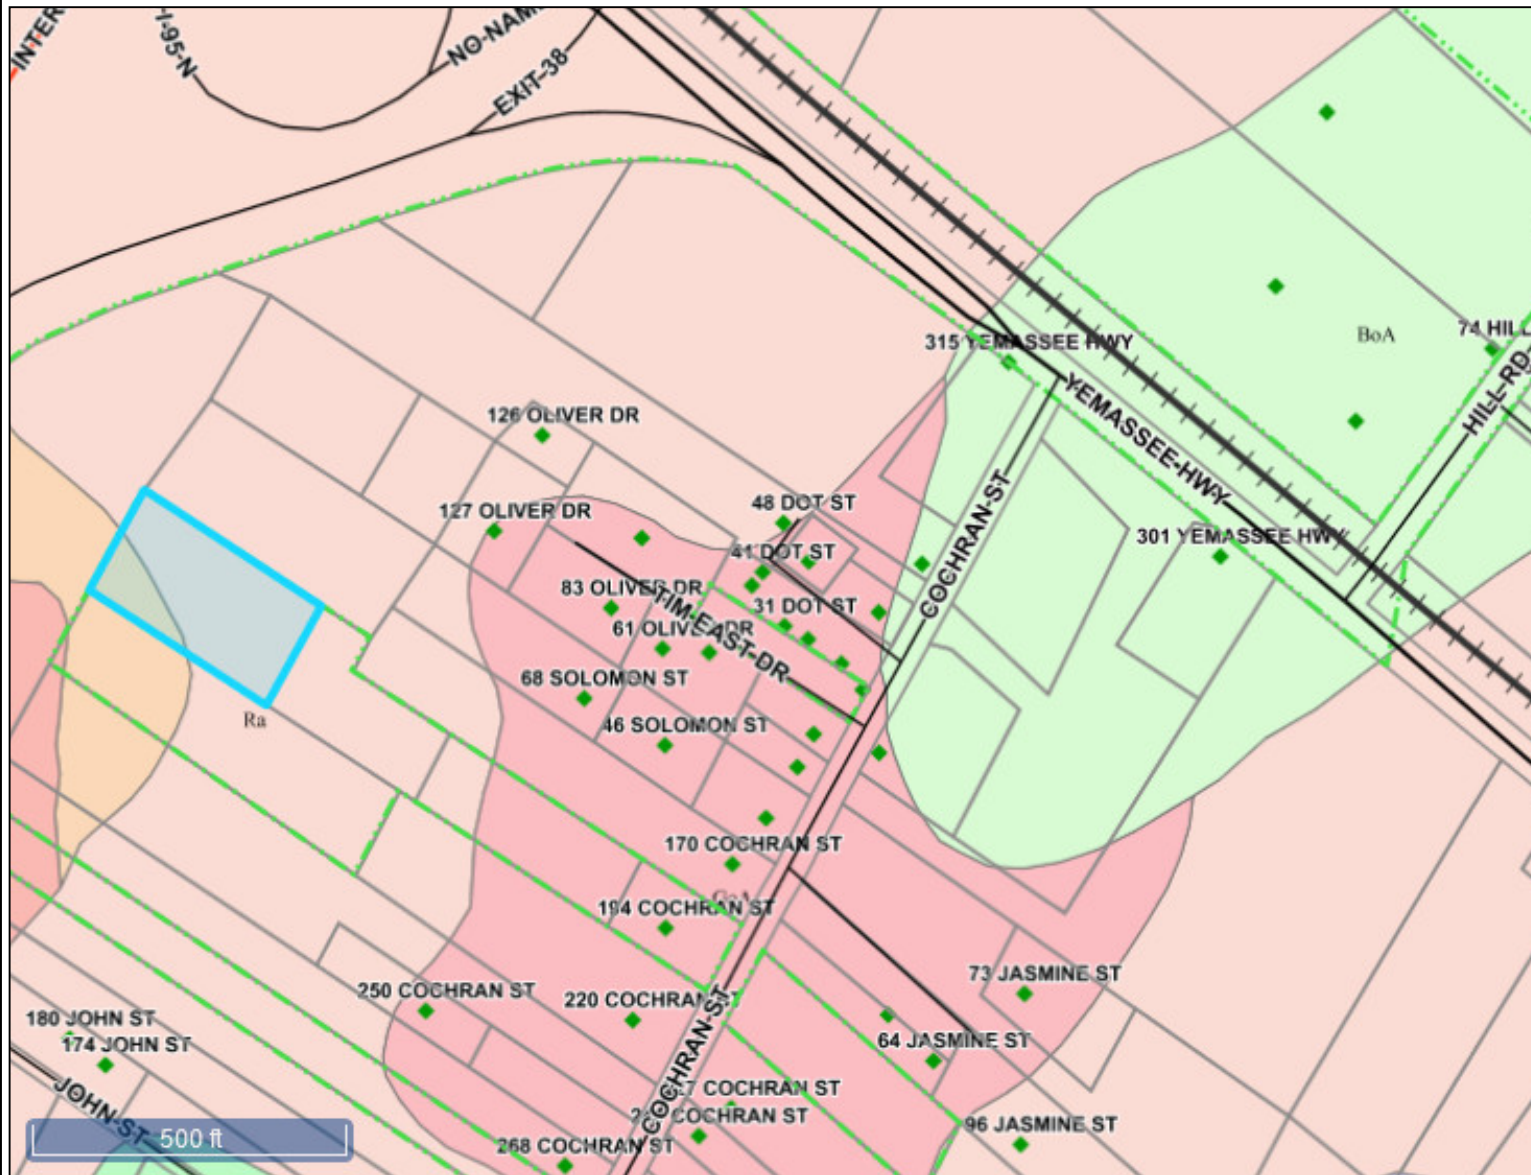 INTER
I-95-N
NO-NAM
EXIT-38
315 YEMASSEE HWY
BoA
74 HILL
HILL-RD
YEMASSEE-HWY
126 OLIVER DR
127 OLIVER DR
48 DOT ST
41 DOT ST
COCHRAN-ST
301 YEMASSEE HWY
83 OLIVER DR
31 DOT ST
TIM-EAST-DR
61 OLIVER DR
68 SOLOMON ST
Ra
46 SOLOMON ST
170 COCHRAN ST
194 COCHRAN ST
73 JASMINE ST
250 COCHRAN ST
220 COCHRAN ST
180 JOHN ST
174 JOHN ST
64 JASMINE ST
COCHRAN-ST
JOHN-ST
COCHRAN ST
COCHRAN ST
96 JASMINE ST
500 ft
268 COCHRAN ST